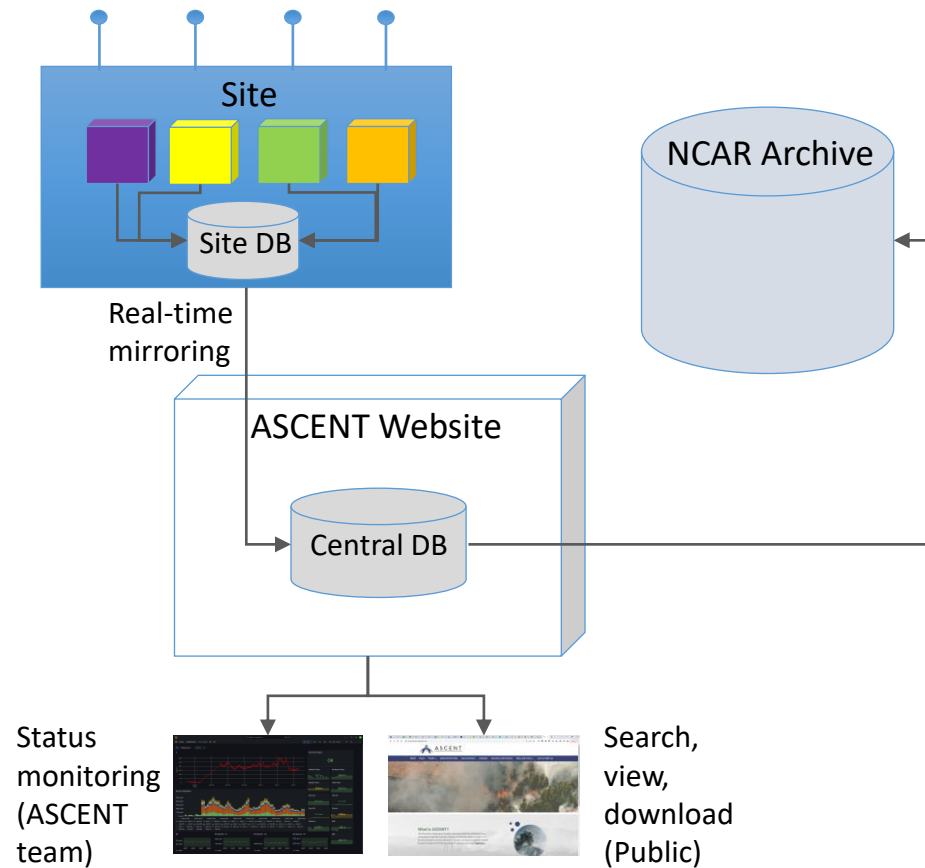 Site
Site DB
NCAR Archive
Real-time
mirroring
ASCENT Website
Central DB
Status
monitoring
(ASCENT
team)
ASCENT
What is ASCENT?
Search,
view,
download
(Public)